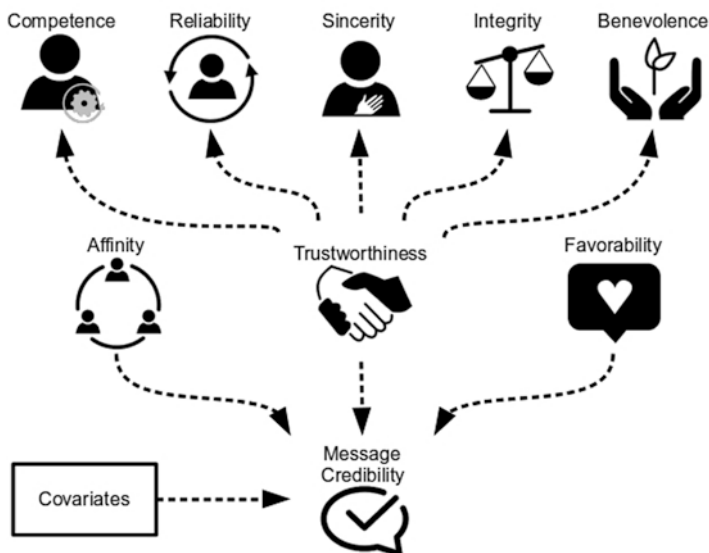 Competence
Reliability
Sincerity
Integrity
Benevolence
Affinity
Trustworthiness
Favorability
Message
Credibility
Covariates